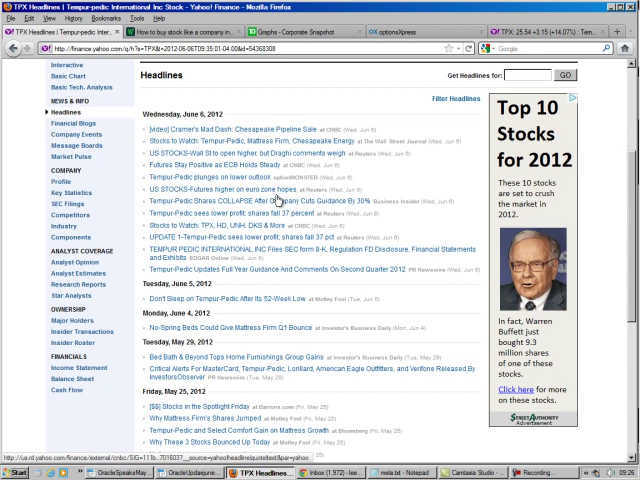 TPX Headlines | Tempur-pedic International Inc Stock - Yahoo! Finance - Mozilla Firefox
File Edit View History Bookmarks Tools Help
TPX Headlines | Tempur-pedic Internat... × How to buy stock like a company in... × Graphs - Corporate Snapshot × optionsXpress × TPX: 25.54 +3.15 (+14.07%) - Tem... ×
http://finance.yahoo.com/q/h?s=TPX&t=2012-06-06T09:35:01-04:00&d=54368308
Google
Interactive
Basic Chart
Basic Tech. Analysis
NEWS & INFO
Headlines
Financial Blogs
Company Events
Message Boards
Market Pulse
COMPANY
Profile
Key Statistics
SEC Filings
Competitors
Industry
Components
ANALYST COVERAGE
Analyst Opinion
Analyst Estimates
Research Reports
Star Analysts
OWNERSHIP
Major Holders
Insider Transactions
Insider Roster
FINANCIALS
Income Statement
Balance Sheet
Cash Flow
Headlines
Get Headlines for: GO
Filter Headlines
Wednesday, June 6, 2012
[video] Cramer's Mad Dash: Chesapeake Pipeline Sale at CNBC (Wed, Jun 6)
Stocks to Watch: Tempur-Pedic, Mattress Firm, Chesapeake Energy at The Wall Street Journal (Wed, Jun 6)
US STOCKS-Wall St to open higher, but Draghi comments weigh at Reuters (Wed, Jun 6)
Futures Stay Positive as ECB Holds Steady (Wed, Jun 6)
Tempur-Pedic plunges on lower outlook optionMONSTER (Wed, Jun 6)
US STOCKS-Futures higher on euro zone hopes at Reuters (Wed, Jun 6)
Tempur-Pedic Shares COLLAPSE After Company Cuts Guidance By 30% Business Insider (Wed, Jun 6)
Tempur-Pedic sees lower profit; shares fall 37 percent at Reuters (Wed, Jun 6)
Stocks to Watch: TPX, HD, UNH, DKS & More at CNBC (Wed, Jun 6)
UPDATE 1-Tempur-Pedic sees lower profit; shares fall 37 pct at Reuters (Wed, Jun 6)
TEMPUR PEDIC INTERNATIONAL INC Files SEC form 8-K, Regulation FD Disclosure, Financial Statements
and Exhibits EDGAR Online (Wed, Jun 6)
Tempur-Pedic Updates Full Year Guidance And Comments On Second Quarter 2012 PR Newswire (Wed, Jun 6)
Tuesday, June 5, 2012
Don't Sleep on Tempur-Pedic After Its 52-Week Low at Motley Fool (Tue, Jun 5)
Monday, June 4, 2012
No-Spring Beds Could Give Mattress Firm Q1 Bounce at Investor's Business Daily (Mon, Jun 4)
Tuesday, May 29, 2012
Bed Bath & Beyond Tops Home Furnishings Group Gains at Investor's Business Daily (Tue, May 29)
Critical Alerts For MasterCard, Tempur-Pedic, Lorillard, American Eagle Outfitters, and Verifone Released By
InvestorsObserver PR Newswire (Tue, May 29)
Friday, May 25, 2012
[$$] Stocks in the Spotlight Friday at Barrons.com (Fri, May 25)
Why Mattress Firm's Shares Jumped at Motley Fool (Fri, May 25)
Tempur-Pedic and Select Comfort Gain on Mattress Growth at Bloomberg (Fri, May 25)
Why These 3 Stocks Bounced Up Today at Motley Fool (Fri, May 25)
25)
Top 10
Stocks
for 2012
These 10 stocks
are set to crush
the market in
2012.
In fact, Warren
Buffett just
bought 9.3
million shares
of one of these
stocks.
Click here for more
on these stocks.
STREETAUTHORITY
Advertisement
Start
OracleSpeaksMay...
OracleUpdajune...
TPX Headlines...
Inbox (1,972) - lee...
mela.txt - Notepad
Camtasia Studio - ...
Recording...
09:26